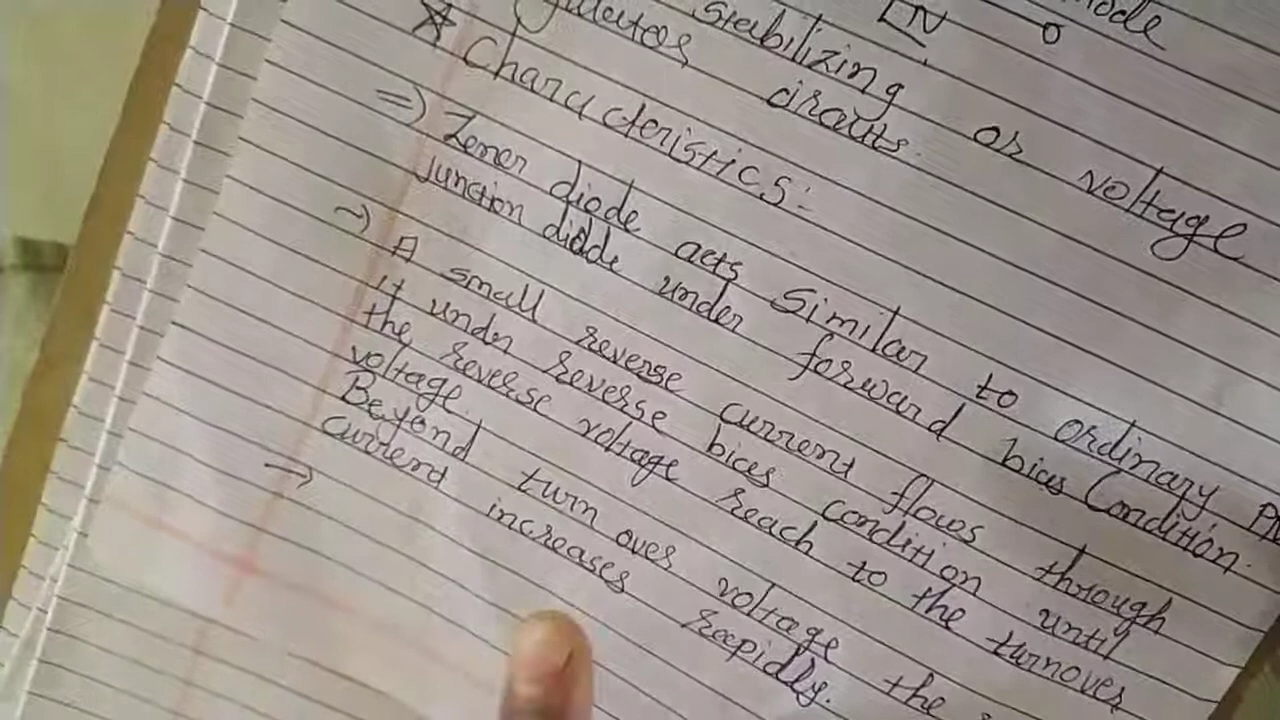 diode
LN
stabilizing or voltage
circuits.
* Characteristics:-
=> Zener diode acts similar to ordinary PN
Junction diode under forward bias Condition.
-> A small reverse current flows through
it under reverse bias condition until
the reverse voltage reach to the turnover
voltage.
-> Beyond turn over voltage the
current increases rapidly.